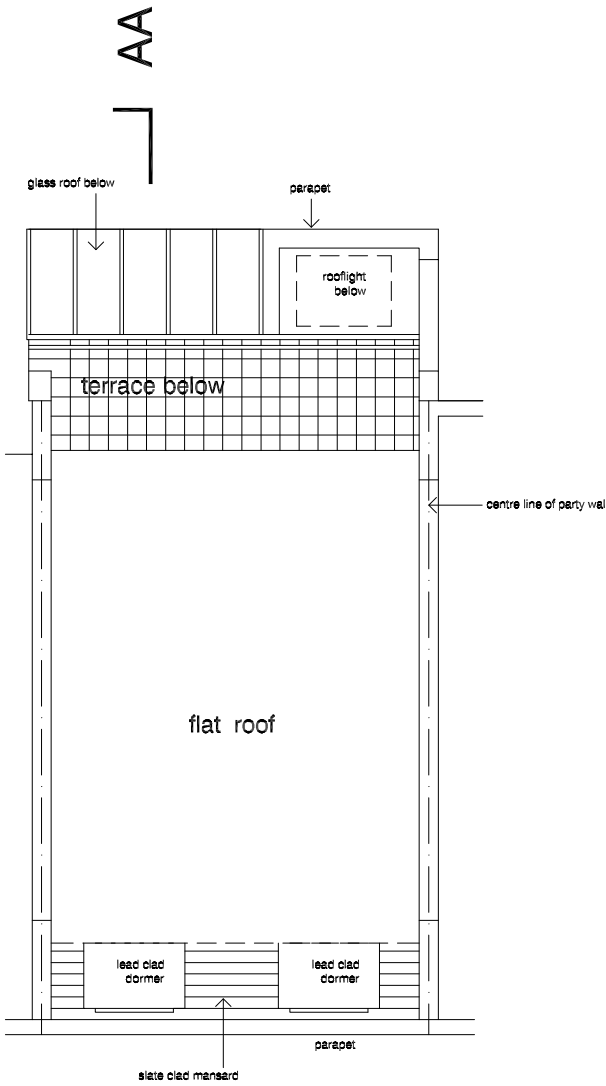 AA
glass roof below
parapet
rooflight
below
terrace below
centre line of party wal
flat roof
lead clad
dormer
lead clad
dormer
parapet
slate clad mansard